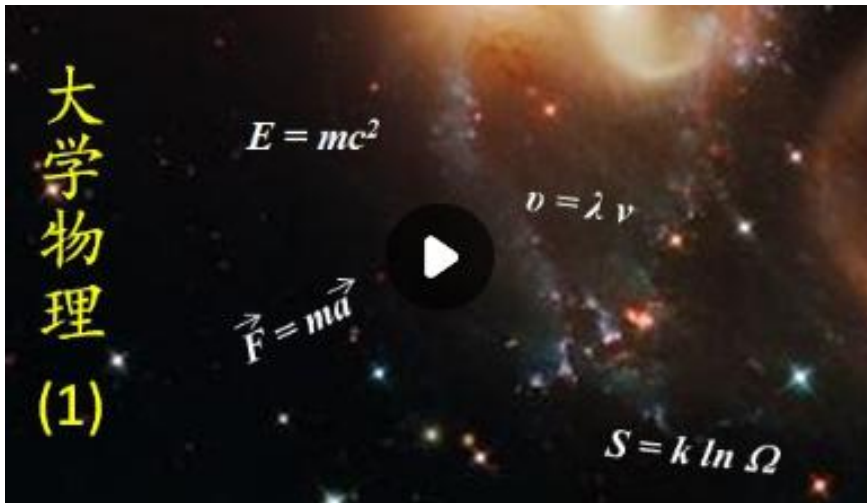 大学物理
(1)
E = mc²
υ = λ ν
F⃗ = ma⃗
S = k ln Ω